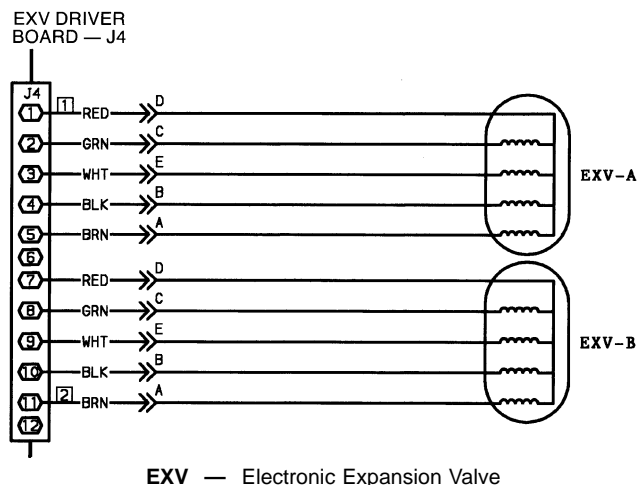 EXV DRIVER
BOARD — J4
J4
1 1 RED D
2 GRN C
3 WHT E
4 BLK B
5 BRN A
EXV-A
6
7 RED D
8 GRN C
9 WHT E
10 BLK B
11 2 BRN A
EXV-B
12
EXV — Electronic Expansion Valve